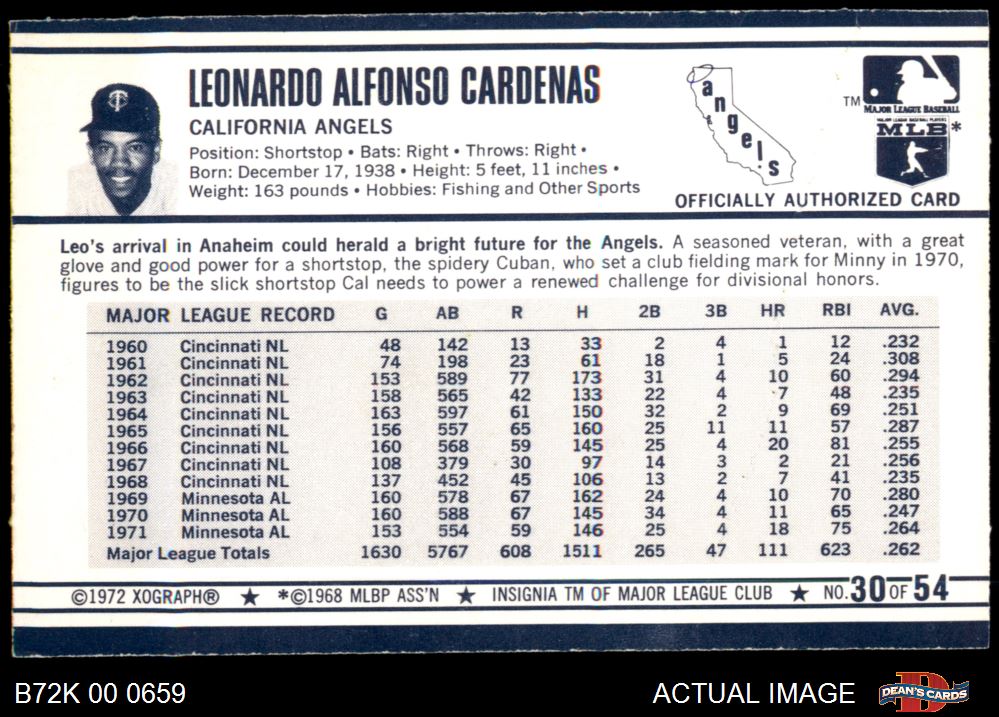 LEONARDO ALFONSO CARDENAS
CALIFORNIA ANGELS
Position: Shortstop • Bats: Right • Throws: Right •
Born: December 17, 1938 • Height: 5 feet, 11 inches •
Weight: 163 pounds • Hobbies: Fishing and Other Sports
angels
TM
MAJOR LEAGUE BASEBALL
MAJOR LEAGUE BASEBALL PLAYERS
MLB*
OFFICIALLY AUTHORIZED CARD
Leo's arrival in Anaheim could herald a bright future for the Angels. A seasoned veteran, with a great
glove and good power for a shortstop, the spidery Cuban, who set a club fielding mark for Minny in 1970,
figures to be the slick shortstop Cal needs to power a renewed challenge for divisional honors.
MAJOR LEAGUE RECORD G AB R H 2B 3B HR RBI AVG.
1960 Cincinnati NL 48 142 13 33 2 4 1 12 .232
1961 Cincinnati NL 74 198 23 61 18 1 5 24 .308
1962 Cincinnati NL 153 589 77 173 31 4 10 60 .294
1963 Cincinnati NL 158 565 42 133 22 4 7 48 .235
1964 Cincinnati NL 163 597 61 150 32 2 9 69 .251
1965 Cincinnati NL 156 557 65 160 25 11 11 57 .287
1966 Cincinnati NL 160 568 59 145 25 4 20 81 .255
1967 Cincinnati NL 108 379 30 97 14 3 2 21 .256
1968 Cincinnati NL 137 452 45 106 13 2 7 41 .235
1969 Minnesota AL 160 578 67 162 24 4 10 70 .280
1970 Minnesota AL 160 588 67 145 34 4 11 65 .247
1971 Minnesota AL 153 554 59 146 25 4 18 75 .264
Major League Totals 1630 5767 608 1511 265 47 111 623 .262
©1972 XOGRAPH® ★ *©1968 MLBP ASS'N ★ INSIGNIA TM OF MAJOR LEAGUE CLUB ★ NO. 30 OF 54
B72K 00 0659
ACTUAL IMAGE
DEAN'S CARDS